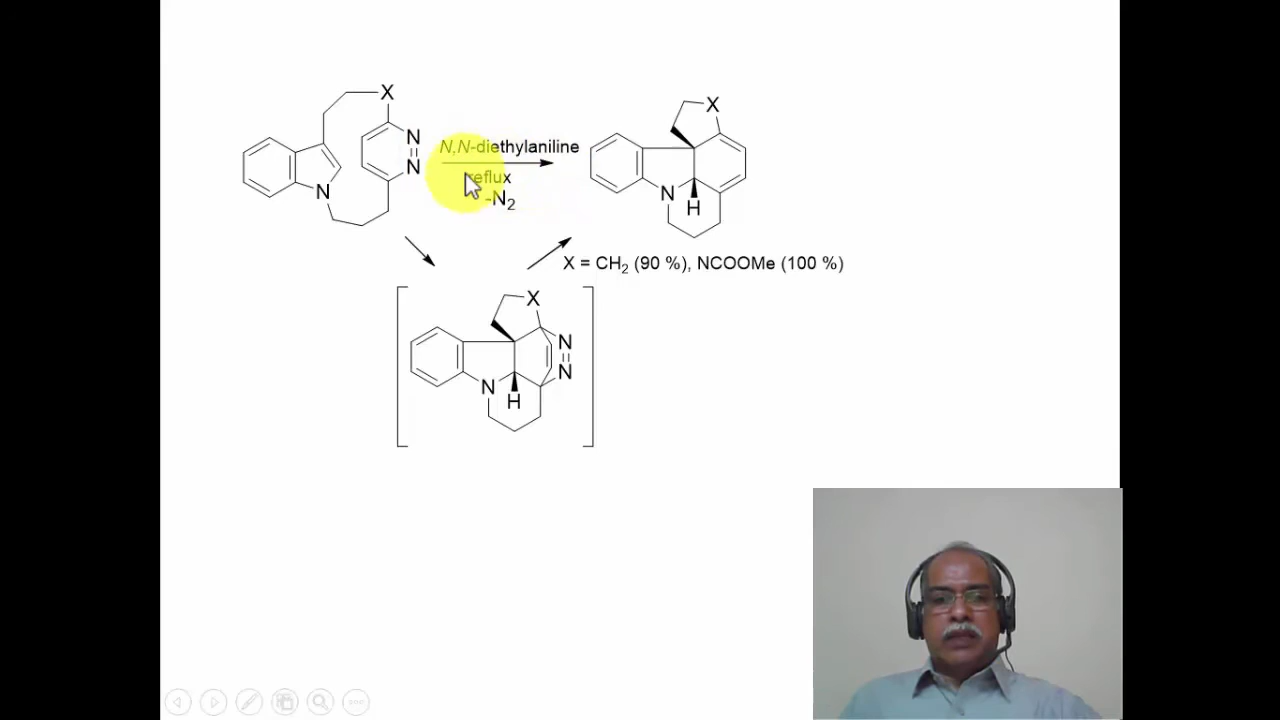 X
N
N
N
N,N-diethylaniline
reflux
-N2
X
N
H
X = CH2 (90 %), NCOOMe (100 %)
X
N
N
N
H